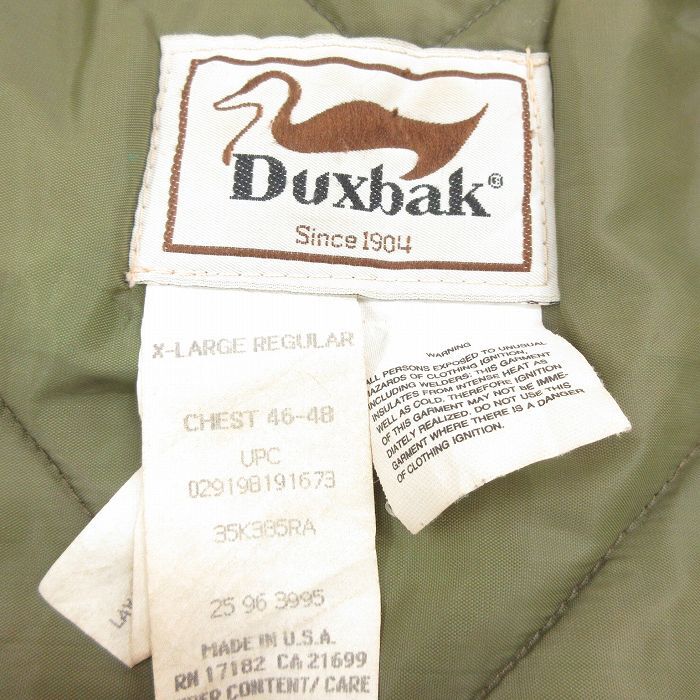 Duxbak®
Since 1904
X-LARGE REGULAR
CHEST 46-48
UPC
029198191673
35K385RA
25 96 3995
MADE IN U.S.A.
RN 17182 CA 21699
FIBER CONTENT/ CARE
WARNING
ALL PERSONS EXPOSED TO UNUSUAL
HAZARDS OF CLOTHING IGNITION,
INCLUDING WELDERS: THIS GARMENT
INSULATES FROM INTENSE HEAT AS
WELL AS COLD. THEREFORE IGNITION
OF THIS GARMENT MAY NOT BE IMME-
DIATELY REALIZED. DO NOT USE THIS
GARMENT WHERE THERE IS A DANGER
OF CLOTHING IGNITION.